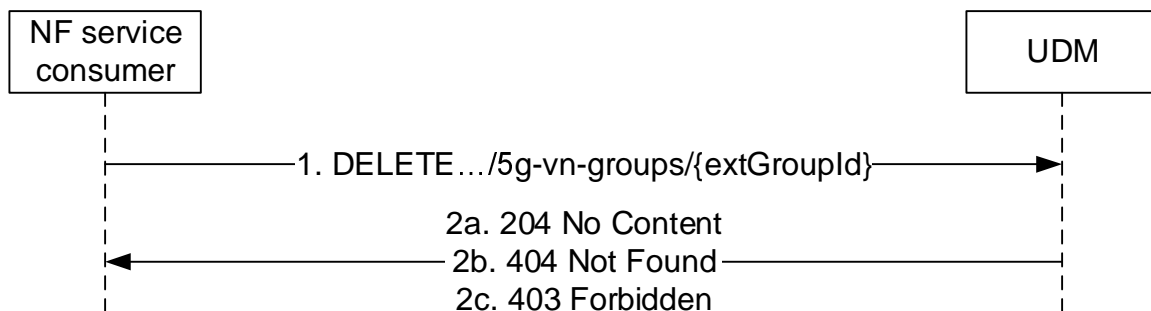 NF service
consumer
UDM
1. DELETE…/5g-vn-groups/{extGroupId}
2a. 204 No Content
2b. 404 Not Found
2c. 403 Forbidden